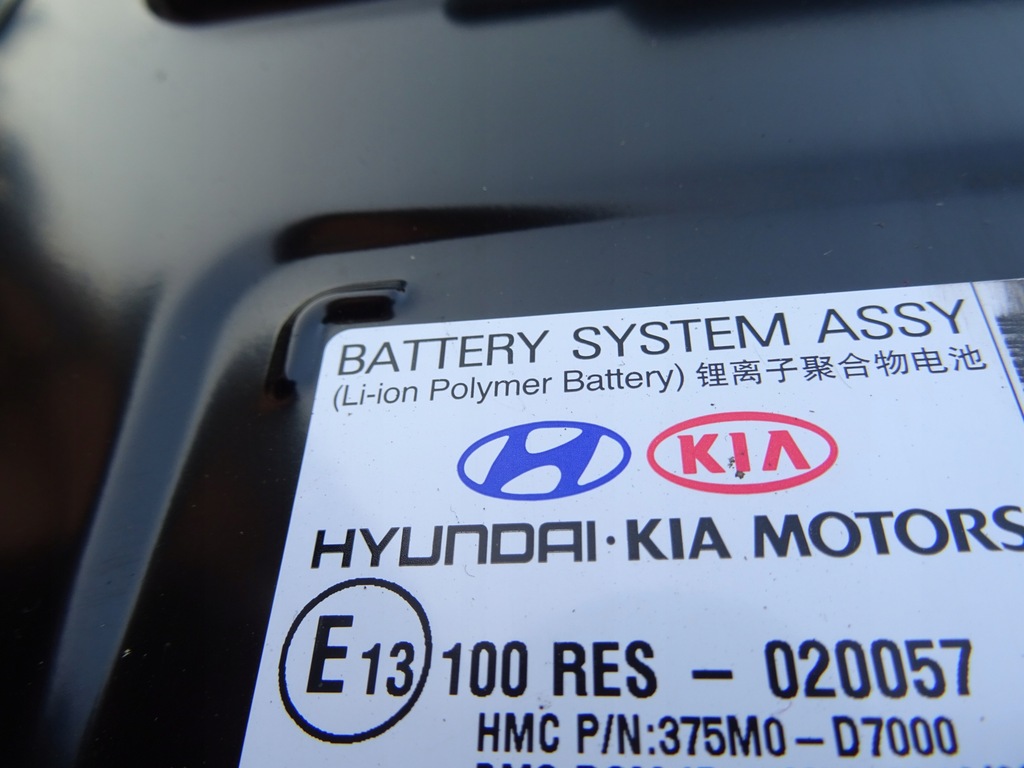 BATTERY SYSTEM ASSY
(Li-ion Polymer Battery) 锂离子聚合物电池
KIA
HYUNDAI·KIA MOTORS
E13 100 RES - 020057
HMC P/N:375M0-D7000